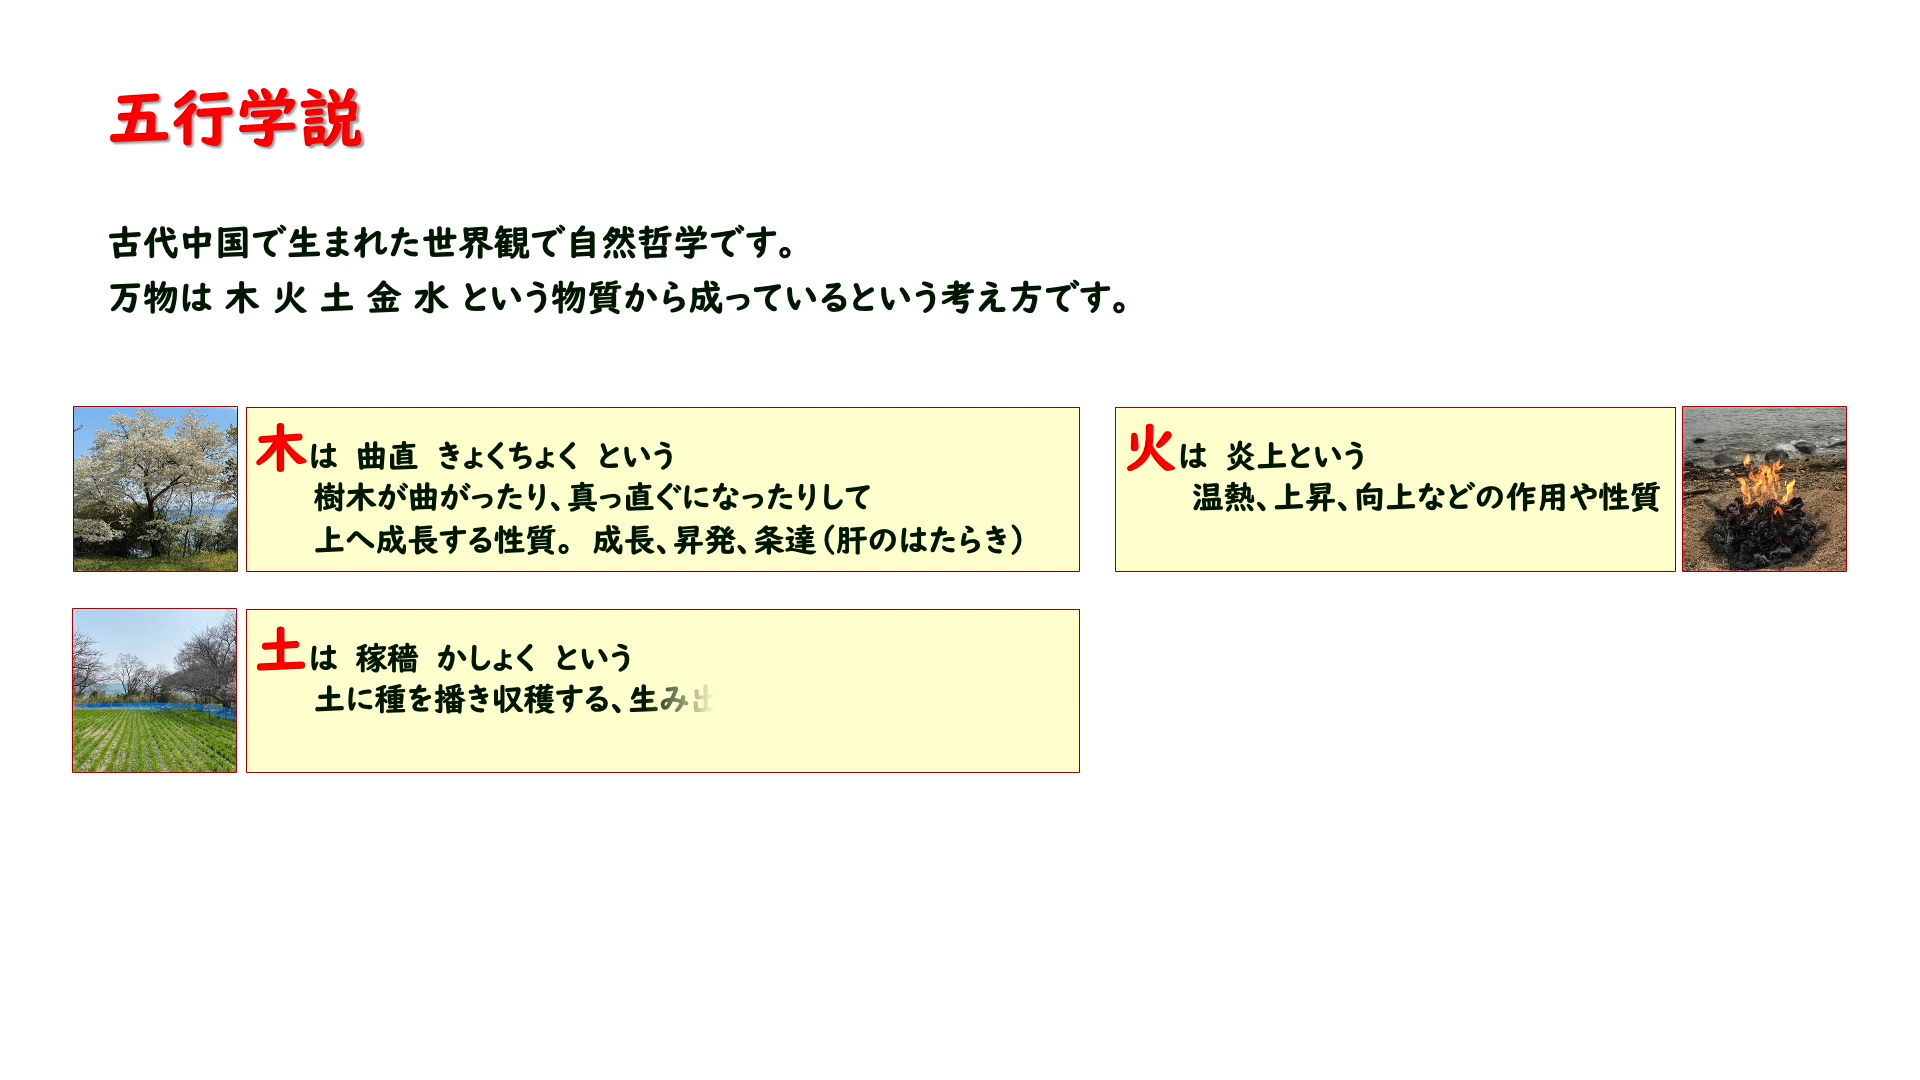 五行学説
古代中国で生まれた世界観で自然哲学です。
万物は 木 火 土 金 水 という物質から成っているという考え方です。
木は 曲直 きょくちょく という
樹木が曲がったり、真っ直ぐになったりして
上へ成長する性質。 成長、昇発、条達（肝のはたらき）
火は 炎上という
温熱、上昇、向上などの作用や性質
土は 稼穡 かしょく という
土に種を播き収穫する、生み出